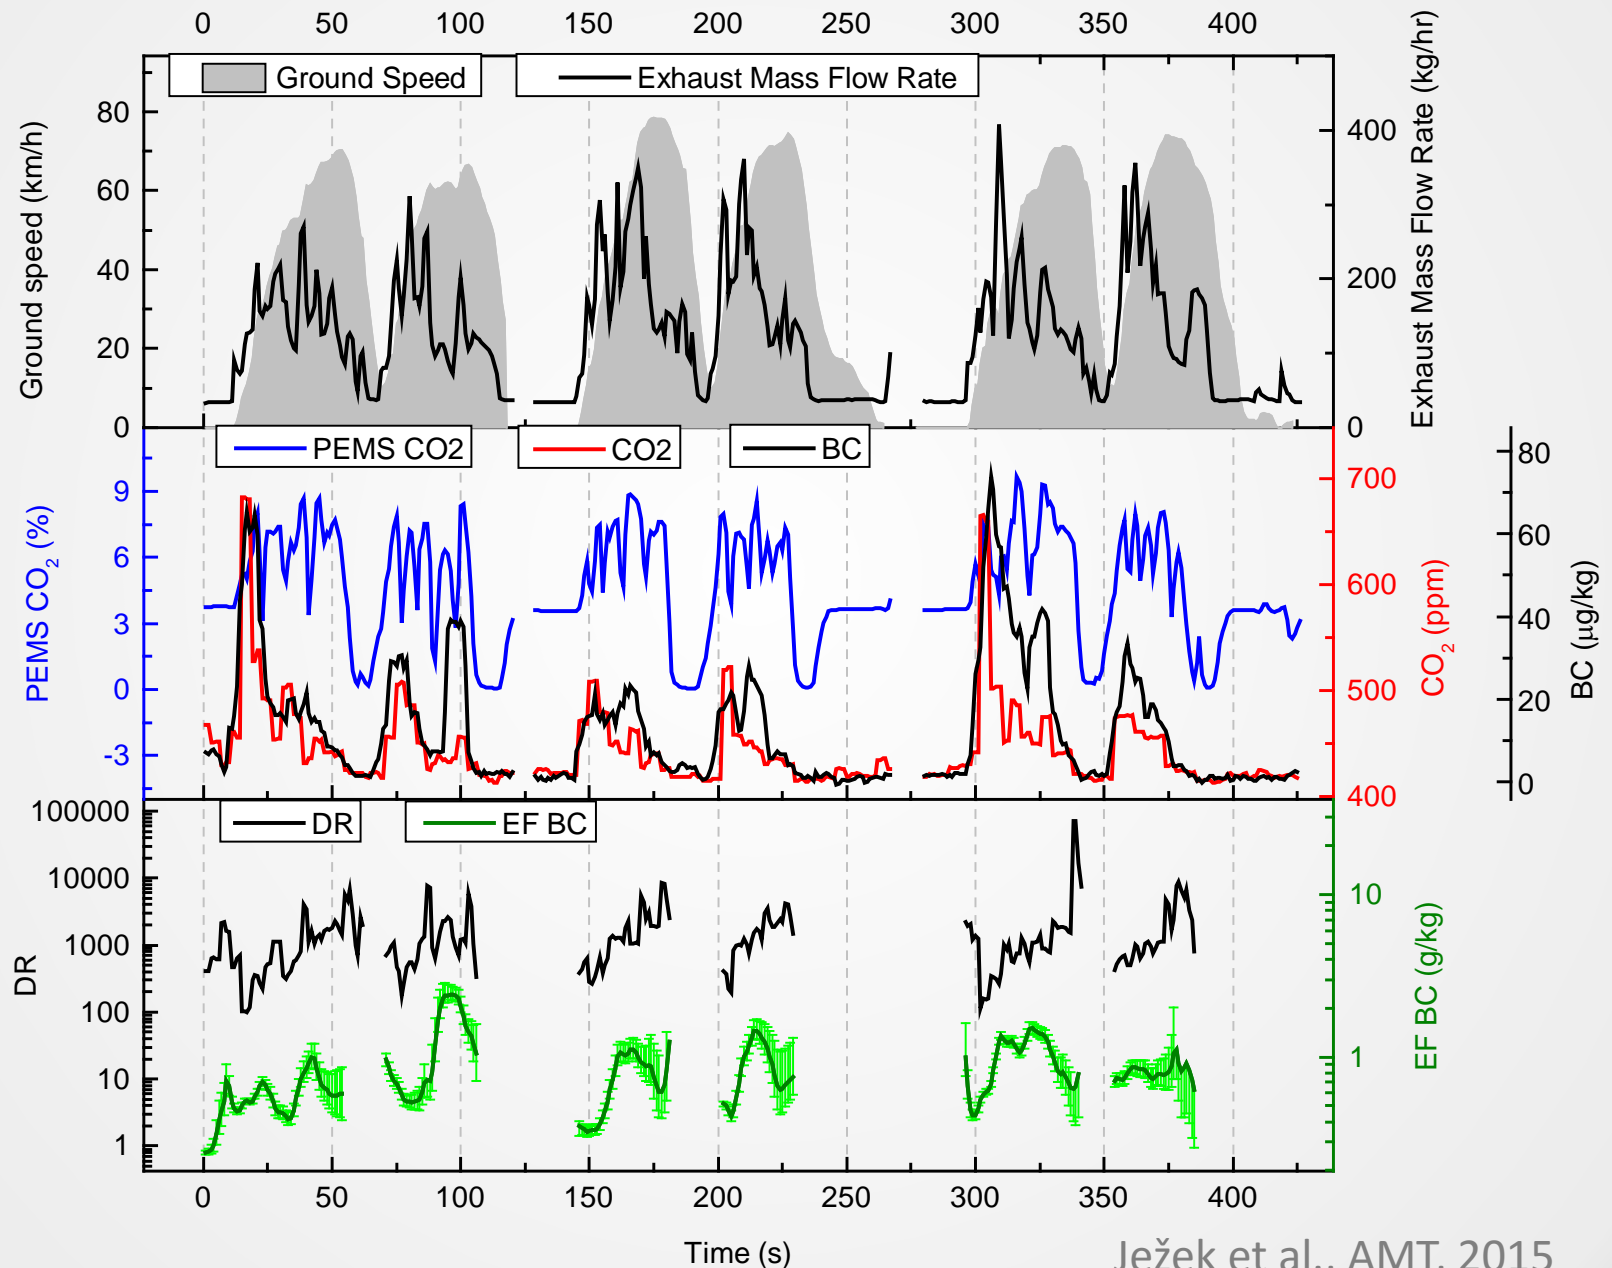 0 50 100 150 200 250 300 350 400
Ground Speed
Exhaust Mass Flow Rate
Ground speed (km/h)
80
60
40
20
0
Exhaust Mass Flow Rate (kg/hr)
400
200
0
PEMS CO2
CO2
BC
PEMS CO₂ (%)
9
6
3
0
-3
CO₂ (ppm)
700
600
500
400
BC (µg/kg)
80
60
40
20
0
DR
EF BC
DR
100000
10000
1000
100
10
1
EF BC (g/kg)
10
1
0 50 100 150 200 250 300 350 400
Time (s)
Ježek et al., AMT, 2015